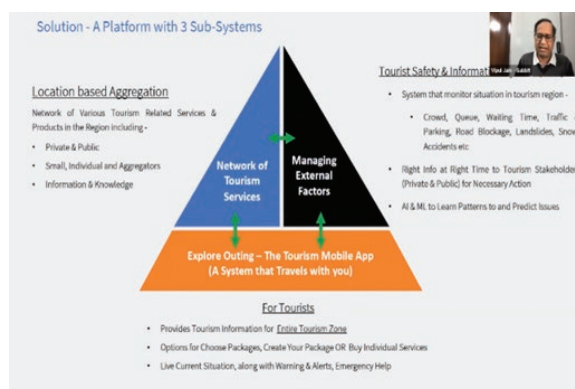 Solution - A Platform with 3 Sub-Systems
Location based Aggregation
Network of Various Tourism Related Services &
Products in the Region including -
• Private & Public
• Small, Individual and Aggregators
• Information & Knowledge
Network of
Tourism
Services
Managing
External
Factors
Explore Outing – The Tourism Mobile App
(A System that Travels with you)
Tourist Safety & Informati
• System that monitor situation in tourism region -
• Crowd, Queue, Waiting Time, Traffic
Parking, Road Blockage, Landslides, Snow
Accidents etc
• Right Info at Right Time to Tourism Stakeholder
(Private & Public) for Necessary Action
• AI & ML to Learn Patterns to and Predict Issues
For Tourists
• Provides Tourism Information for Entire Tourism Zone
• Options for Choose Packages, Create Your Package OR Buy Individual Services
• Live Current Situation, along with Warning & Alerts, Emergency Help